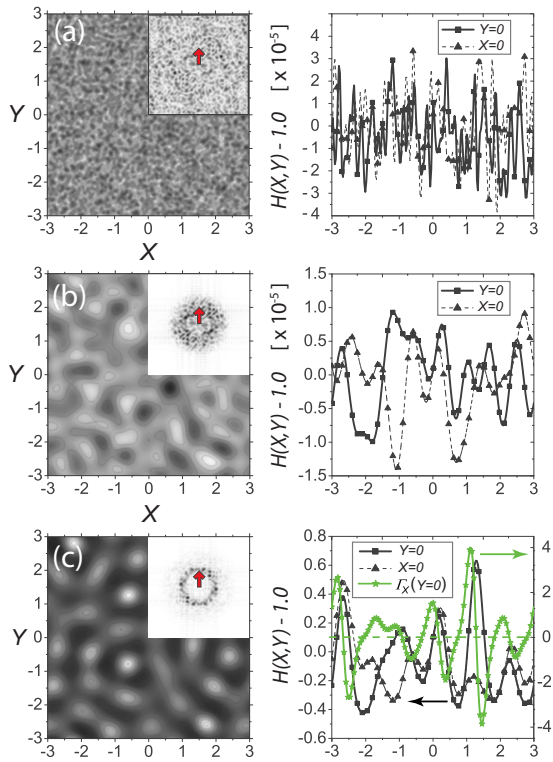 (a)
3
2
1
Y 0
-1
-2
-3
-3 -2 -1 0 1 2 3
X
H(X,Y) - 1.0 [ x 10⁻⁵]
4
3
2
1
0
-1
-2
-3
-4
Y=0
X=0
-3 -2 -1 0 1 2 3
(b)
3
2
1
Y 0
-1
-2
-3
-3 -2 -1 0 1 2 3
X
H(X,Y) - 1.0 [ x 10⁻⁵]
1.5
1.0
0.5
0.0
-0.5
-1.0
-1.5
Y=0
X=0
-3 -2 -1 0 1 2 3
(c)
3
2
1
Y 0
-1
-2
-3
-3 -2 -1 0 1 2 3
H(X,Y) - 1.0
0.8
0.6
0.4
0.2
0.0
-0.2
-0.4
-0.6
Y=0
X=0
Γ_X(Y=0)
4
2
0
-2
-4
-3 -2 -1 0 1 2 3